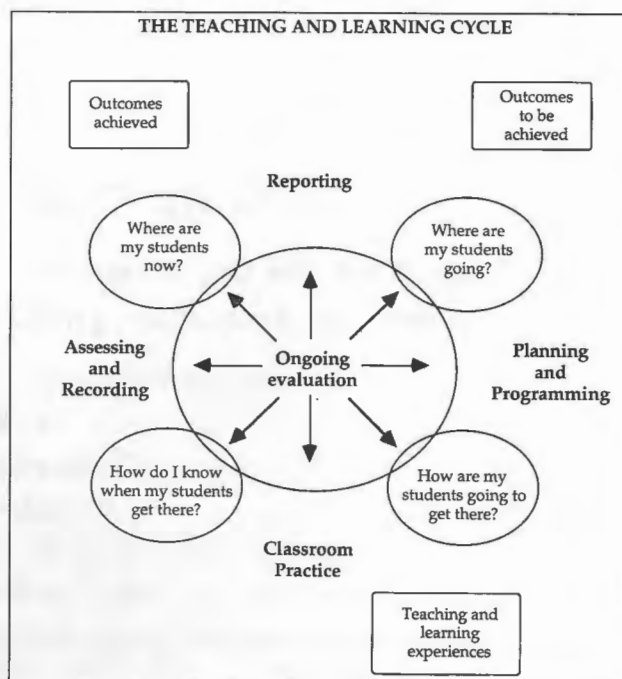 THE TEACHING AND LEARNING CYCLE
Outcomes
achieved
Outcomes
to be
achieved
Reporting
Where are
my students
now?
Where are
my students
going?
Assessing
and
Recording
Ongoing
evaluation
Planning
and
Programming
How do I know
when my students
get there?
How are my
students going to
get there?
Classroom
Practice
Teaching and
learning
experiences